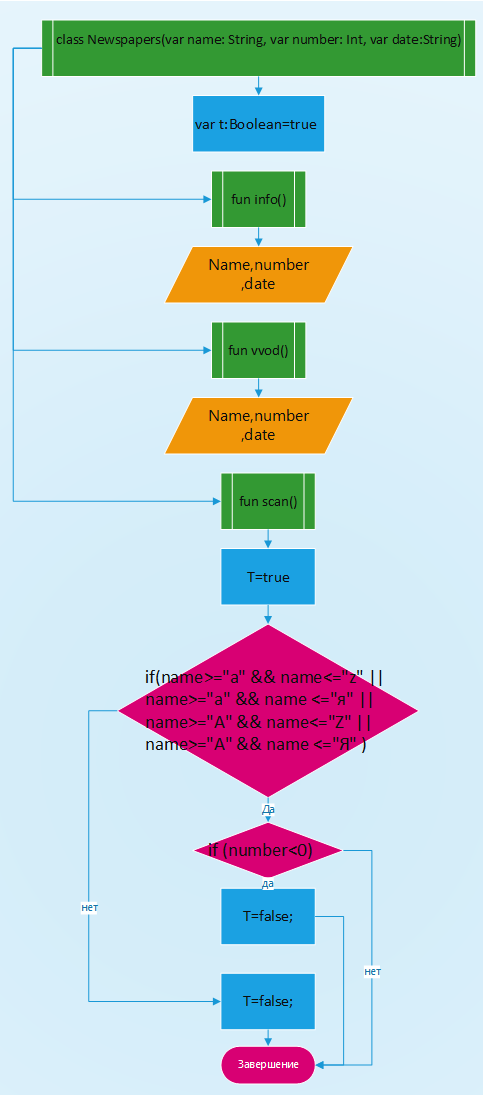 class Newspapers(var name: String, var number: Int, var date:String)
var t:Boolean=true
fun info()
Name,number
,date
fun vvod()
Name,number
,date
fun scan()
T=true
if(name>="a" && name<="z" ||
name>="а" && name <="я" ||
name>="A" && name<="Z" ||
name>="А" && name <="Я" )
Да
if (number<0)
да
нет
T=false;
нет
T=false;
Завершение